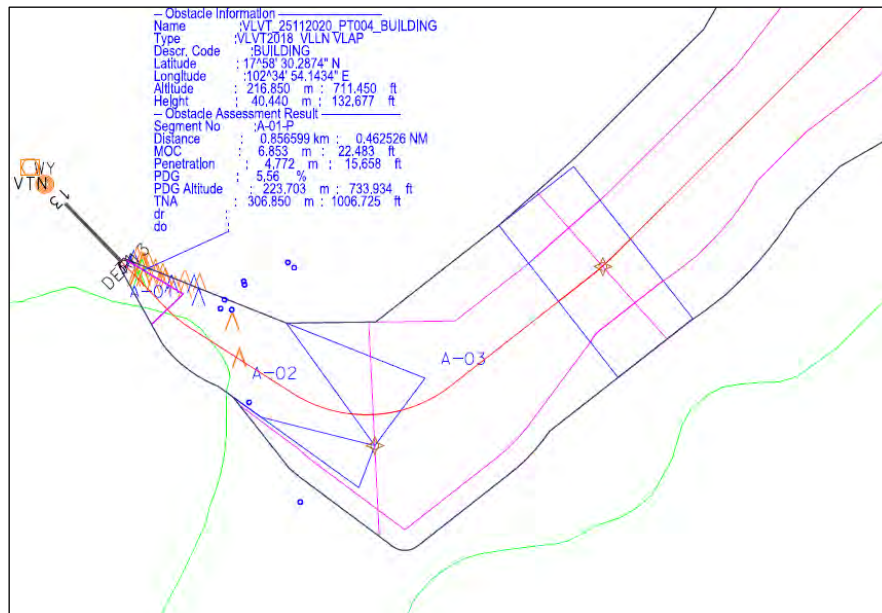 — Obstacle Information —
Name :VLVT_25112020_PT004_BUILDING
Type :VLVT2018 VLLN VLAP
Descr. Code :BUILDING
Latitude : 17^58' 30.2874" N
Longitude :102^34' 54.1434" E
Altitude : 216.850 m : 711.450 ft
Height : 40,440 m : 132,677 ft
— Obstacle Assessment Result —
Segment No :A-01-P
Distance : 0.856599 km : 0.462526 NM
MOC : 6.853 m : 22.483 ft
Penetration : 4,772 m : 15,658 ft
PDG : 5,56 %
PDG Altitude : 223.703 m : 733.934 ft
TNA : 306.850 m : 1006.725 ft
dr :
do :
VTN
13
A-01
A-02
A-03